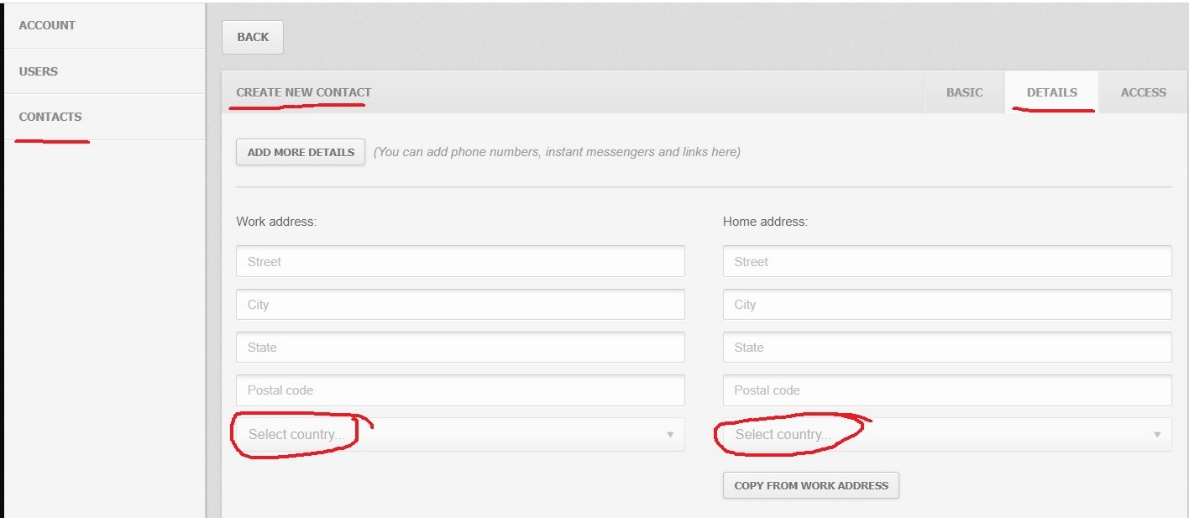 ACCOUNT
USERS
CONTACTS
BACK
CREATE NEW CONTACT
BASIC
DETAILS
ACCESS
ADD MORE DETAILS (You can add phone numbers, instant messengers and links here)
Work address:
Street
City
State
Postal code
Select country...
Home address:
Street
City
State
Postal code
Select country...
COPY FROM WORK ADDRESS